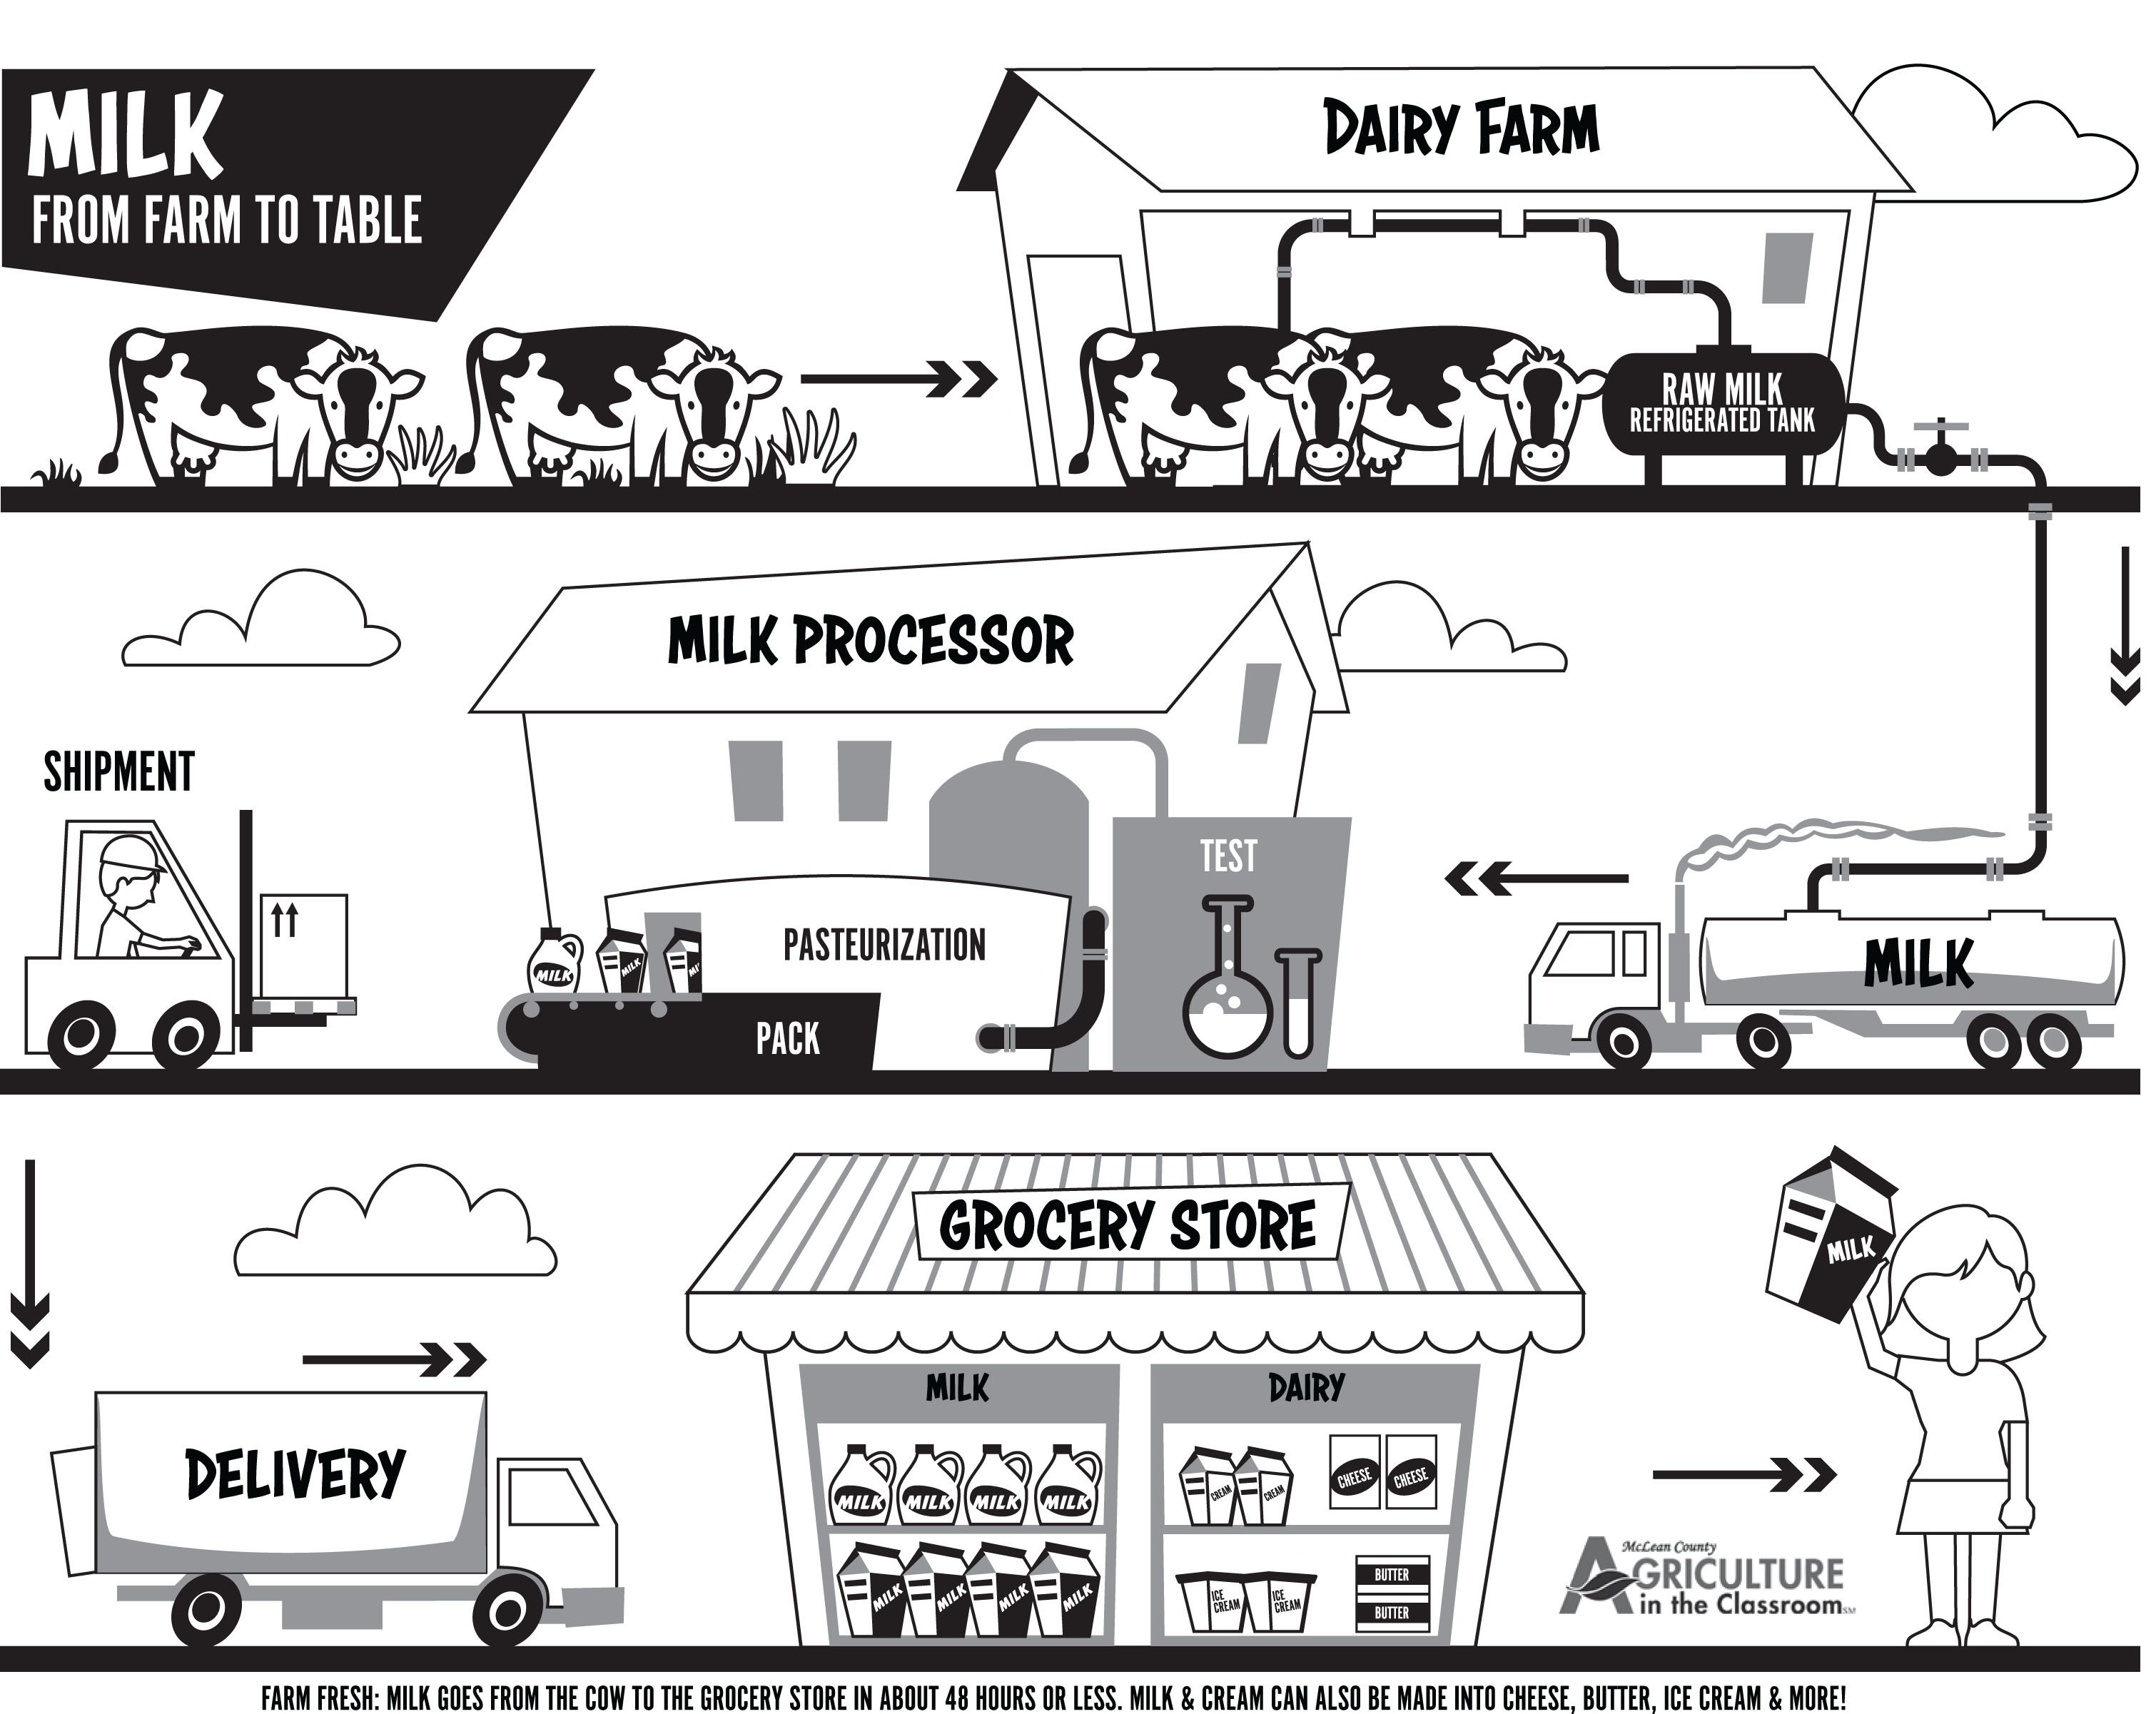 MILK
FROM FARM TO TABLE
DAIRY FARM
RAW MILK
REFRIGERATED TANK
MILK PROCESSOR
SHIPMENT
TEST
PASTEURIZATION
MILK
MILK
MI
PACK
MILK
GROCERY STORE
MILK
DELIVERY
MILK
DAIRY
MILK MILK MILK MILK
CREAM CREAM
CHEESE CHEESE
MILK MILK MILK MILK
ICE CREAM
ICE CREAM
BUTTER
BUTTER
McLean County
AGRICULTURE
in the Classroom SM
FARM FRESH: MILK GOES FROM THE COW TO THE GROCERY STORE IN ABOUT 48 HOURS OR LESS. MILK & CREAM CAN ALSO BE MADE INTO CHEESE, BUTTER, ICE CREAM & MORE!